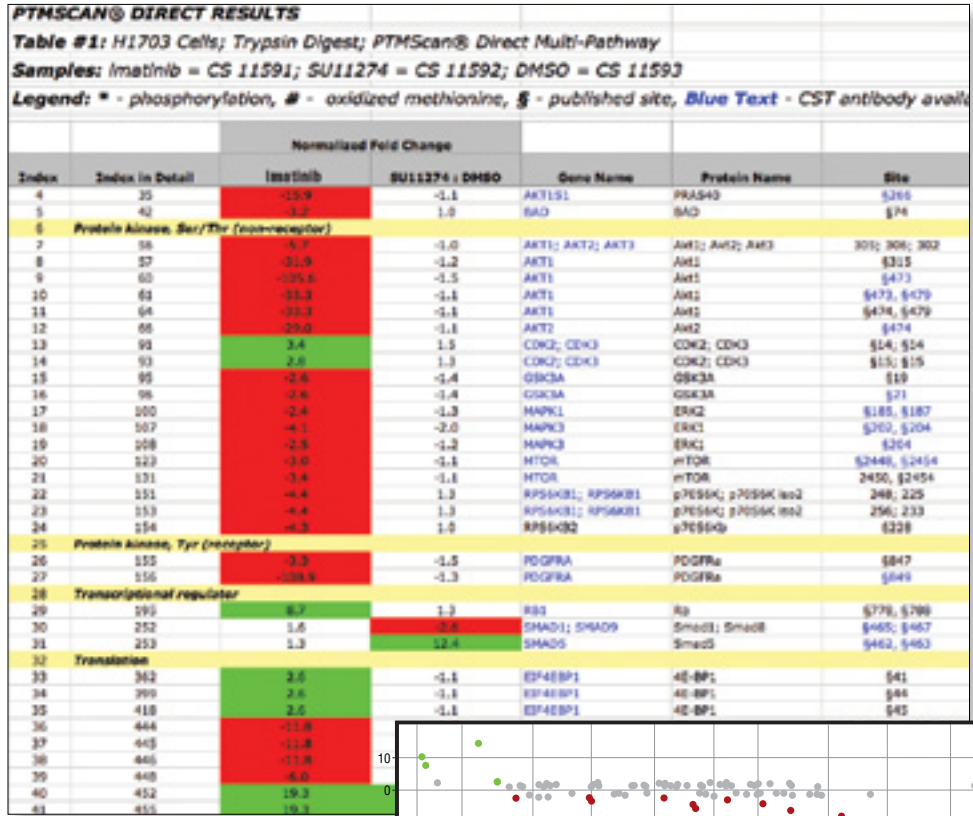 PTMSCAN® DIRECT RESULTS
Table #1: H1703 Cells; Trypsin Digest; PTMScan® Direct Multi-Pathway
Samples: Imatinib = CS 11591; SU11274 = CS 11592; DMSO = CS 11593
Legend: * - phosphorylation, # - oxidized methionine, § - published site, Blue Text - CST antibody availa
Normalized Fold Change
Index Index in Detail Imatinib SU11274 : DMSO Gene Name Protein Name Site
4 35 -15.9 -1.1 AKT1S1 PRAS40 §266
5 42 -3.2 1.0 BAD BAD §74
6 Protein kinase, Ser/Thr (non-receptor)
7 56 -5.7 -1.0 AKT1; AKT2; AKT3 Akt1; Akt2; Akt3 305; 306; 302
8 57 -31.9 -1.2 AKT1 Akt1 §315
9 60 -105.6 -1.5 AKT1 Akt1 §473
10 61 -33.3 -1.1 AKT1 Akt1 §473, §479
11 64 -33.3 -1.1 AKT1 Akt1 §474, §479
12 66 -29.0 -1.1 AKT2 Akt2 §474
13 91 3.4 1.5 CDK2; CDK3 CDK2; CDK3 §14; §14
14 93 2.8 1.3 CDK2; CDK3 CDK2; CDK3 §15; §15
15 95 -2.6 -1.4 GSK3A GSK3A §19
16 96 -2.6 -1.4 GSK3A GSK3A §21
17 100 -2.4 -1.3 MAPK1 ERK2 §185, §187
18 107 -4.1 -2.0 MAPK3 ERK1 §202, §204
19 108 -2.5 -1.2 MAPK3 ERK1 §204
20 123 -3.0 -1.1 MTOR mTOR §2448, §2454
21 131 -3.4 -1.1 MTOR mTOR 2450, §2454
22 151 -4.4 1.3 RPS6KB1; RPS6KB1 p70S6K; p70S6K iso2 248; 225
23 153 -4.4 1.3 RPS6KB1; RPS6KB1 p70S6K; p70S6K iso2 256; 233
24 154 -4.3 1.0 RPS6KB2 p70S6Kb §228
25 Protein kinase, Tyr (receptor)
26 155 -3.9 -1.5 PDGFRA PDGFRa §847
27 156 -1.3 PDGFRA PDGFRa §849
28 Transcriptional regulator
29 195 8.7 1.2 RB1 Rb §778, §788
30 252 1.6 -2.6 SMAD1; SMAD9 Smad1; Smad8 §465; §467
31 253 1.3 12.4 SMAD5 Smad5 §462, §463
32 Translation
33 362 2.6 -1.1 EIF4EBP1 4E-BP1 §41
34 399 2.6 -1.1 EIF4EBP1 4E-BP1 §44
35 418 2.6 -1.1 EIF4EBP1 4E-BP1 §45
36 444 -11.8
37 445 -11.8
38 446 -11.8
39 448 -6.0
40 452 19.3
41 455 19.3
10
0